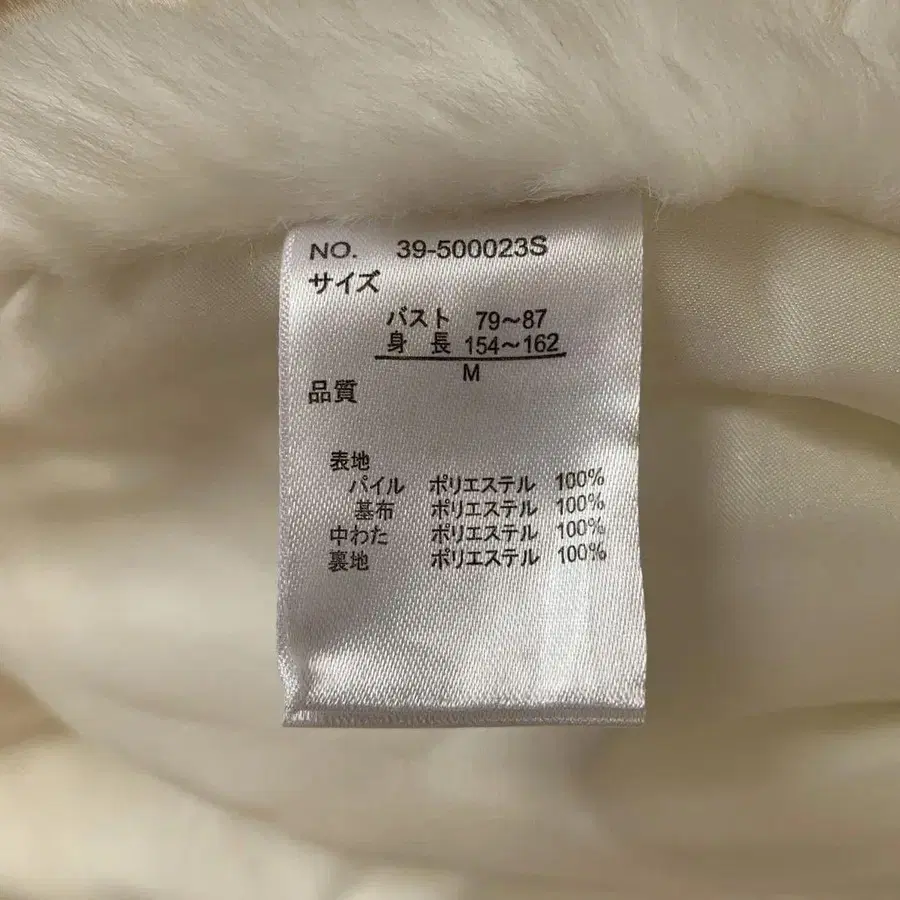 NO. 39-500023S
サイズ
バスト 79～87
身 長 154～162
M
品質
表地
パイル ポリエステル 100%
基布 ポリエステル 100%
中わた ポリエステル 100%
裏地 ポリエステル 100%